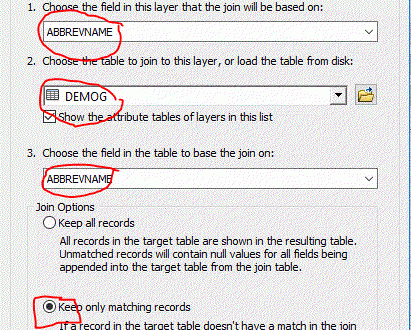 1. Choose the field in this layer that the join will be based on:
ABBREVNAME
2. Choose the table to join to this layer, or load the table from disk:
DEMOG
Show the attribute tables of layers in this list
3. Choose the field in the table to base the join on:
ABBREVNAME
Join Options
Keep all records
All records in the target table are shown in the resulting table.
Unmatched records will contain null values for all fields being
appended into the target table from the join table.
Keep only matching records
If a record in the target table doesn't have a match in the join